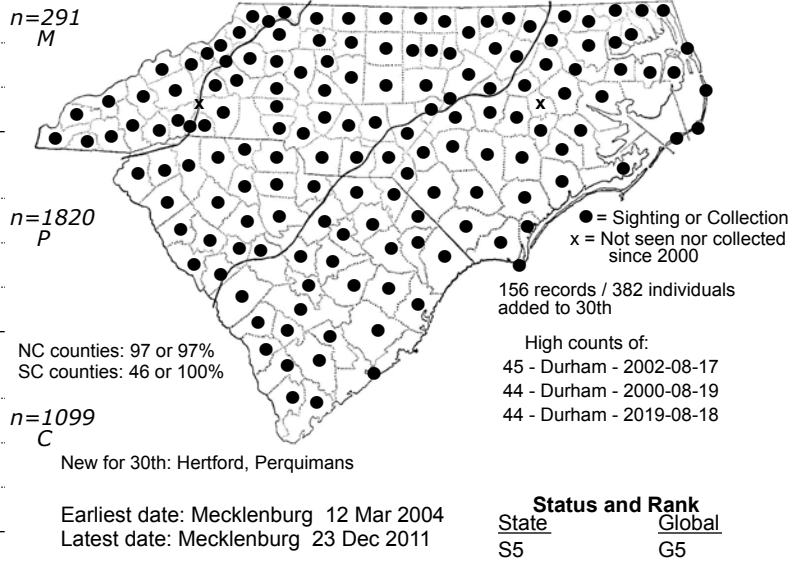 n=291
M
n=1820
P
n=1099
C
x
x
● = Sighting or Collection
x = Not seen nor collected
since 2000
156 records / 382 individuals
added to 30th
High counts of:
45 - Durham - 2002-08-17
44 - Durham - 2000-08-19
44 - Durham - 2019-08-18
NC counties: 97 or 97%
SC counties: 46 or 100%
New for 30th: Hertford, Perquimans
Earliest date: Mecklenburg 12 Mar 2004
Latest date: Mecklenburg 23 Dec 2011
Status and Rank
State Global
S5 G5